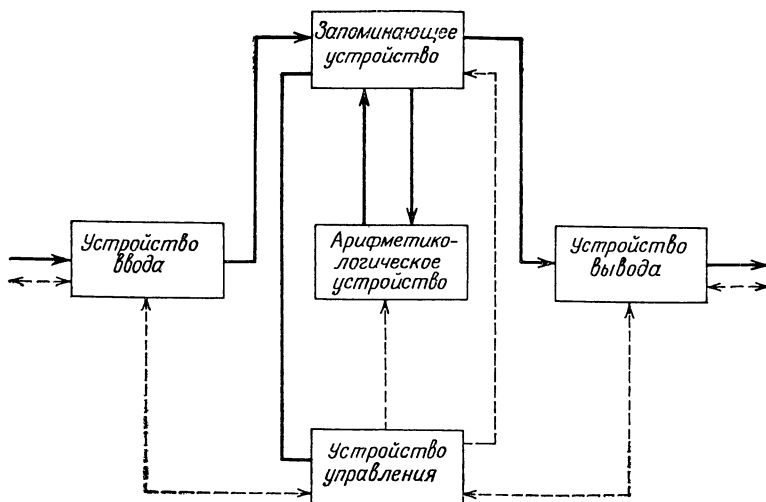 Запоминающее
устройство
Устройство
ввода
Арифметико-
логическое
устройство
Устройство
вывода
Устройство
управления